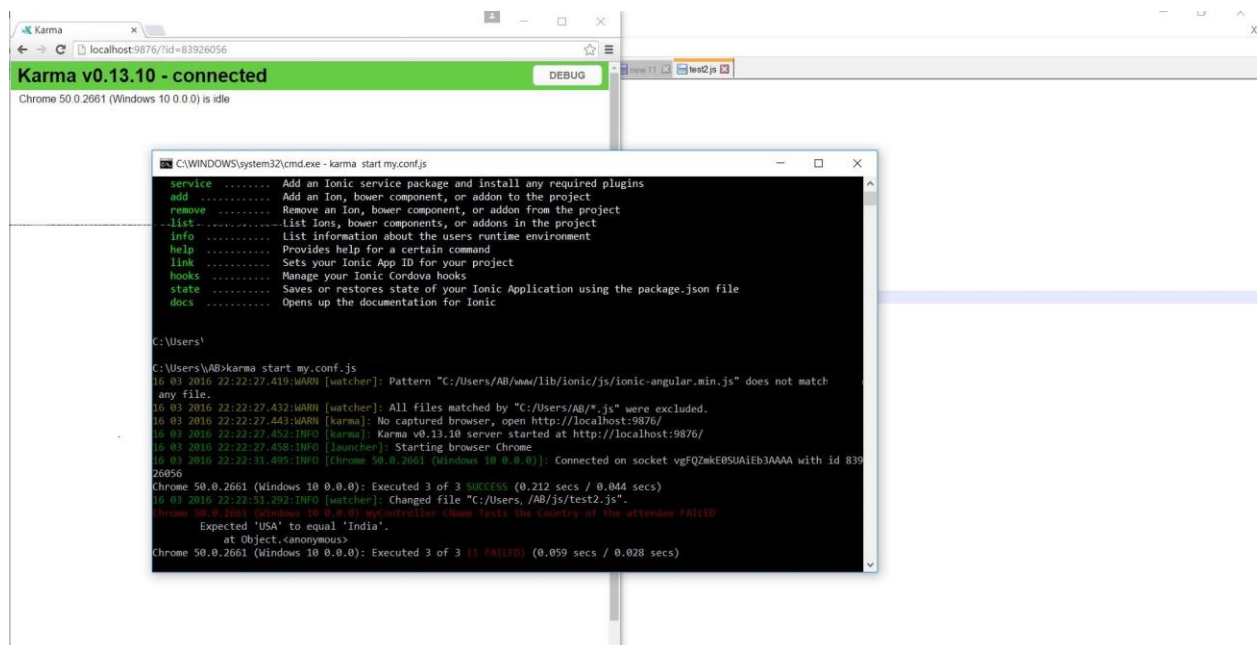 Karma
localhost:9876/?id=83926056
Karma v0.13.10 - connected
DEBUG
Chrome 50.0.2661 (Windows 10 0.0.0) is idle
new 11
test2.js
X
C:\WINDOWS\system32\cmd.exe - karma start my.conf.js
service ........ Add an Ionic service package and install any required plugins
add ............ Add an Ion, bower component, or addon to the project
remove ......... Remove an Ion, bower component, or addon from the project
list ........... List Ions, bower components, or addons in the project
info ........... List information about the users runtime environment
help ........... Provides help for a certain command
link ........... Sets your Ionic App ID for your project
hooks .......... Manage your Ionic Cordova hooks
state .......... Saves or restores state of your Ionic Application using the package.json file
docs ........... Opens up the documentation for Ionic
C:\Users\
C:\Users\\AB>karma start my.conf.js
16 03 2016 22:22:27.419:WARN [watcher]: Pattern "C:/Users/AB/www/lib/ionic/js/ionic-angular.min.js" does not match
any file.
16 03 2016 22:22:27.432:WARN [watcher]: All files matched by "C:/Users/AB/*.js" were excluded.
16 03 2016 22:22:27.443:WARN [karma]: No captured browser, open http://localhost:9876/
16 03 2016 22:22:27.452:INFO [karma]: Karma v0.13.10 server started at http://localhost:9876/
16 03 2016 22:22:27.458:INFO [launcher]: Starting browser Chrome
16 03 2016 22:22:31.495:INFO [Chrome 50.0.2661 (Windows 10 0.0.0)]: Connected on socket vgFQZmkE0SUAiEb3AAAA with id 839
26056
Chrome 50.0.2661 (Windows 10 0.0.0): Executed 3 of 3 SUCCESS (0.212 secs / 0.044 secs)
16 03 2016 22:22:51.292:INFO [watcher]: Changed file "C:/Users, /AB/js/test2.js".
Chrome 50.0.2661 (Windows 10 0.0.0) myController CName Tests the Country of the attendee FAILED
Expected 'USA' to equal 'India'.
at Object.<anonymous>
Chrome 50.0.2661 (Windows 10 0.0.0): Executed 3 of 3 (1 FAILED) (0.059 secs / 0.028 secs)